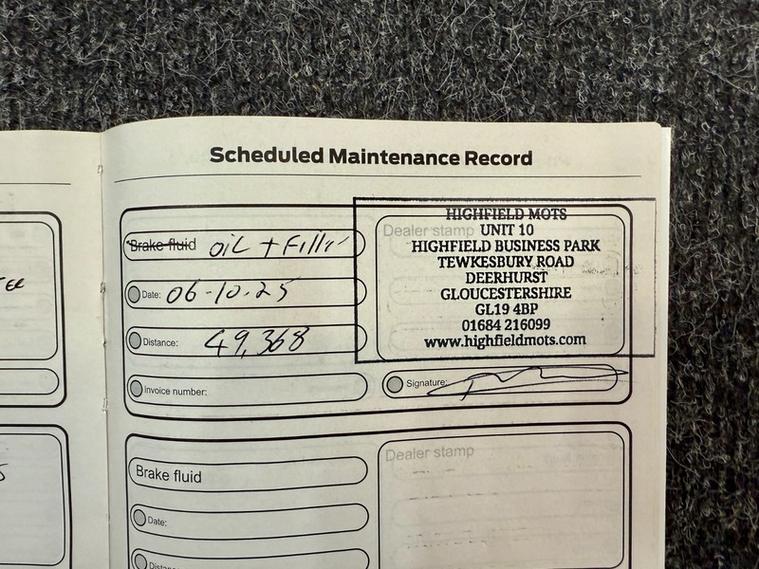 Scheduled Maintenance Record
Brake fluid oil + Filter
Date: 06-10-25
Distance: 49,368
Invoice number:
Dealer stamp
HIGHFIELD MOTS
UNIT 10
HIGHFIELD BUSINESS PARK
TEWKESBURY ROAD
DEERHURST
GLOUCESTERSHIRE
GL19 4BP
01684 216099
www.highfieldmots.com
Signature:
Brake fluid
Date:
Dealer stamp